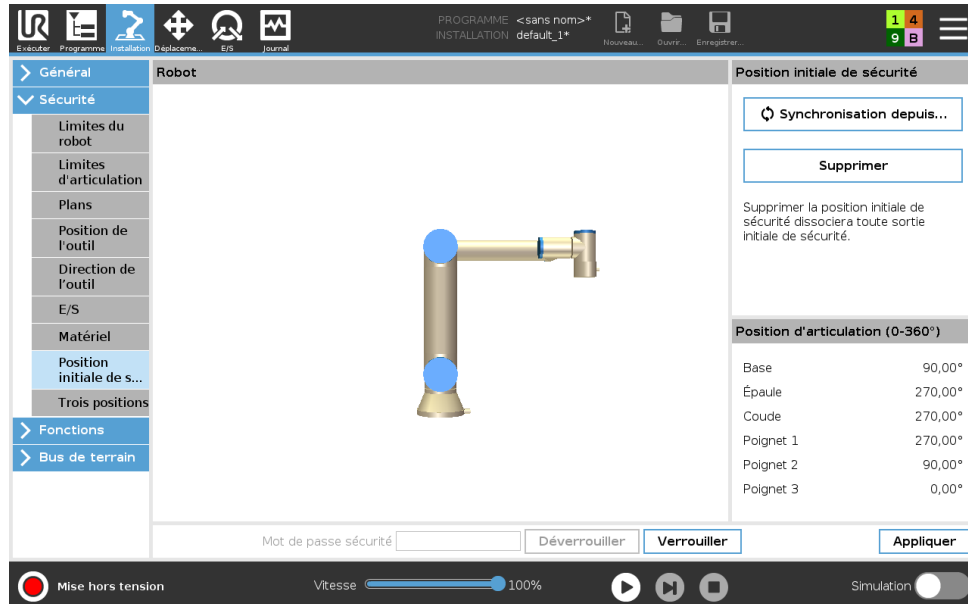 PROGRAMME <sans nom>*
INSTALLATION default_1*
Exécuter Programme Installation Déplaceme... E/S Journal Nouveau... Ouvrir... Enregistrer...
1 4
9 B
Général
Sécurité
Limites du
robot
Limites
d'articulation
Plans
Position de
l'outil
Direction de
l'outil
E/S
Matériel
Position
initiale de s...
Trois positions
Fonctions
Bus de terrain
Robot
Position initiale de sécurité
Synchronisation depuis...
Supprimer
Supprimer la position initiale de
sécurité dissociera toute sortie
initiale de sécurité.
Position d'articulation (0-360°)
Base 90,00°
Épaule 270,00°
Coude 270,00°
Poignet 1 270,00°
Poignet 2 90,00°
Poignet 3 0,00°
Mot de passe sécurité Déverrouiller Verrouiller Appliquer
Mise hors tension Vitesse 100% Simulation